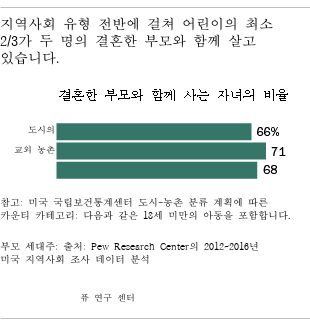 지역사회 유형 전반에 걸쳐 어린이의 최소
2/3가 두 명의 결혼한 부모와 함께 살고
있습니다.
결혼한 부모와 함께 사는 자녀의 비율
도시의 66%
교외 농촌 71
68
참고: 미국 국립보건통계센터 도시-농촌 분류 계획에 따른
카운티 카테고리: 다음과 같은 18세 미만의 아동을 포함합니다.
부모 세대주: 출처: Pew Research Center의 2012-2016년
미국 지역사회 조사 데이터 분석
퓨 연구 센터